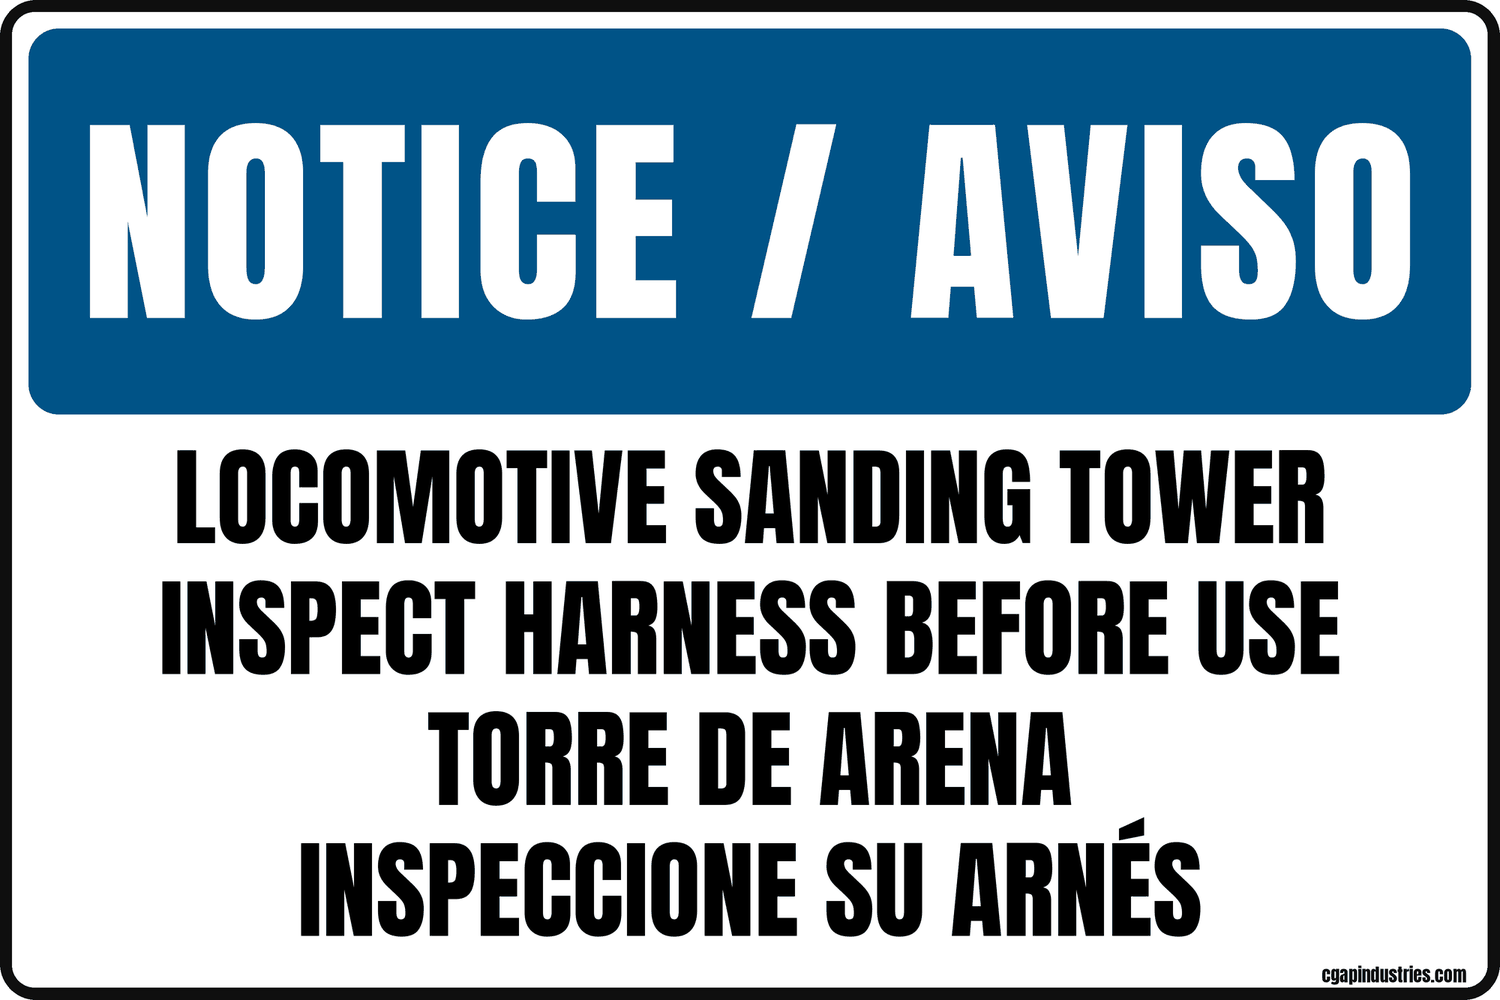 NOTICE / AVISO
LOCOMOTIVE SANDING TOWER
INSPECT HARNESS BEFORE USE
TORRE DE ARENA
INSPECCIONE SU ARNÉS
cgapindustries.com